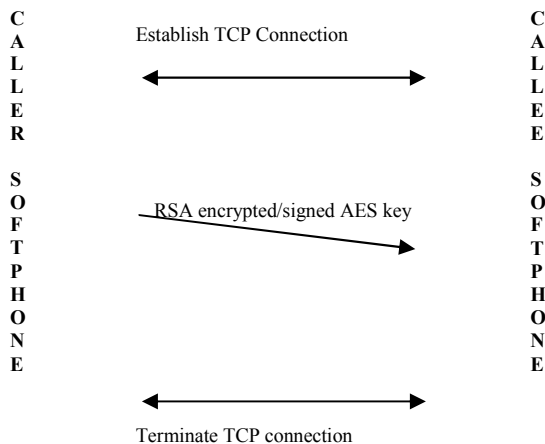 CALLER SOFTPHONE
Establish TCP Connection
RSA encrypted/signed AES key
Terminate TCP connection
CALLEE SOFTPHONE